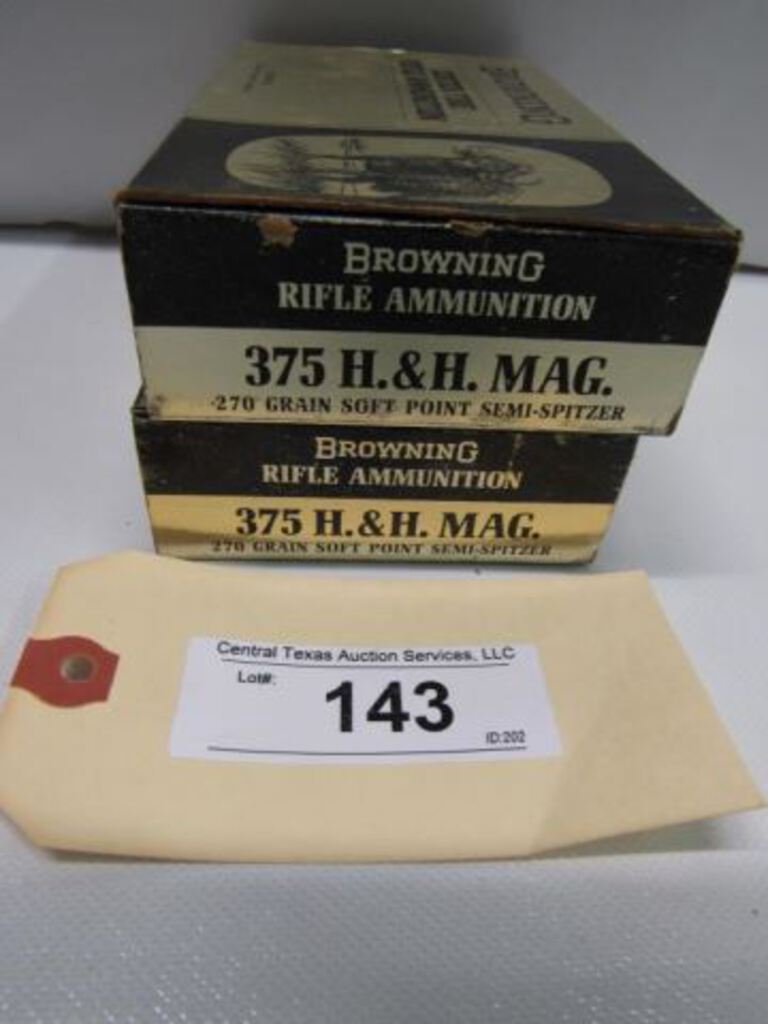 BROWNING
RIFLE AMMUNITION
375 H.&H. MAG.
270 GRAIN SOFT POINT SEMI-SPITZER
BROWNING
RIFLE AMMUNITION
375 H.&H. MAG.
270 GRAIN SOFT POINT SEMI-SPITZER
Central Texas Auction Services, LLC
Lot#:
143
ID:202